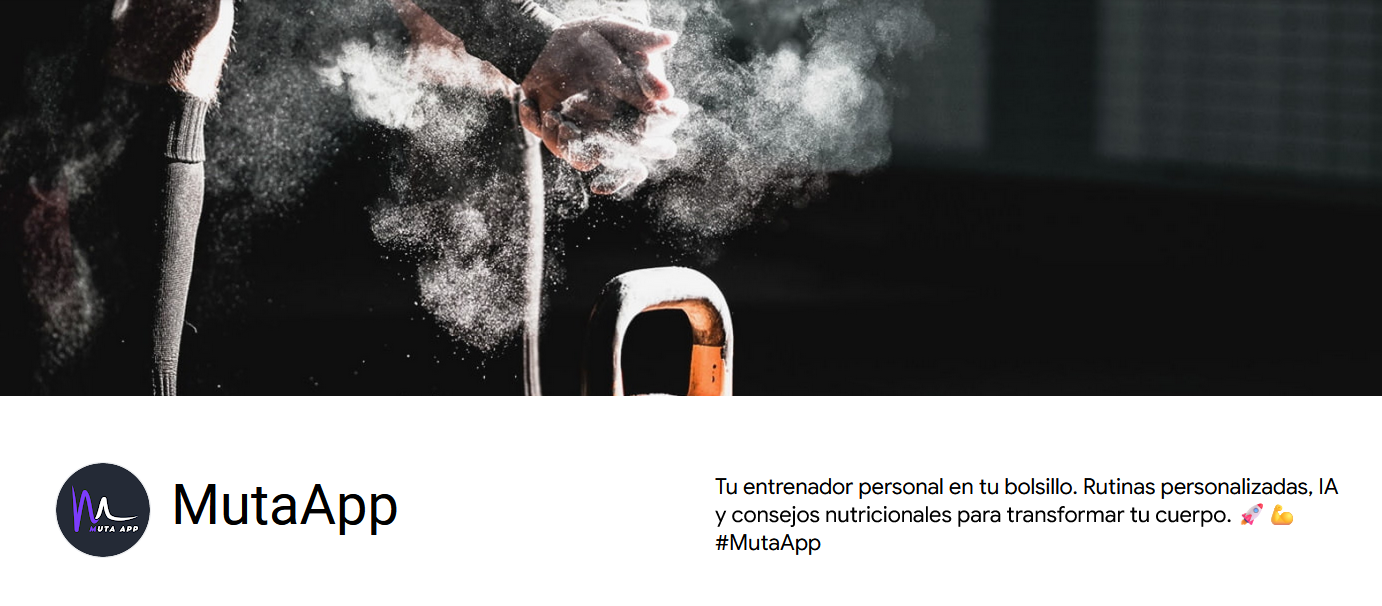 MUTA APP
MutaApp
Tu entrenador personal en tu bolsillo. Rutinas personalizadas, IA
y consejos nutricionales para transformar tu cuerpo. 🚀 💪
#MutaApp